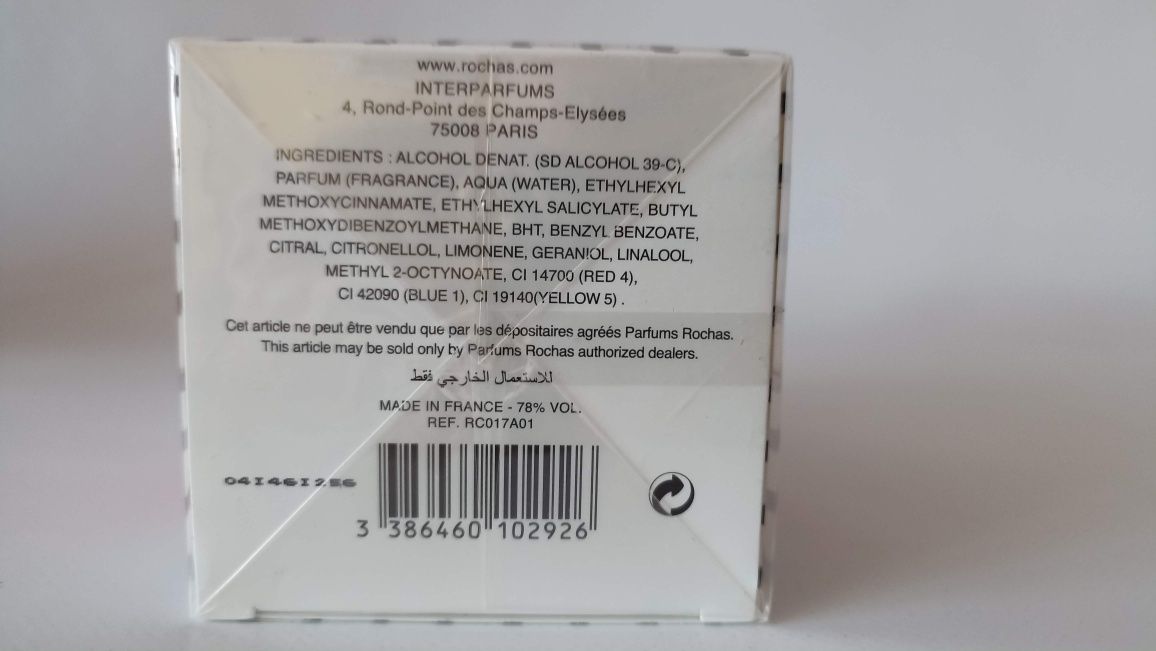 www.rochas.com
INTERPARFUMS
4, Rond-Point des Champs-Elysées
75008 PARIS
INGREDIENTS : ALCOHOL DENAT. (SD ALCOHOL 39-C),
PARFUM (FRAGRANCE), AQUA (WATER), ETHYLHEXYL
METHOXYCINNAMATE, ETHYLHEXYL SALICYLATE, BUTYL
METHOXYDIBENZOYLMETHANE, BHT, BENZYL BENZOATE,
CITRAL, CITRONELLOL, LIMONENE, GERANIOL, LINALOOL,
METHYL 2-OCTYNOATE, CI 14700 (RED 4),
CI 42090 (BLUE 1), CI 19140(YELLOW 5) .
Cet article ne peut être vendu que par les dépositaires agréés Parfums Rochas.
This article may be sold only by Parfums Rochas authorized dealers.
للاستعمال الخارجي فقط
MADE IN FRANCE - 78% VOL.
REF. RC017A01
041461256
3 386460 102926